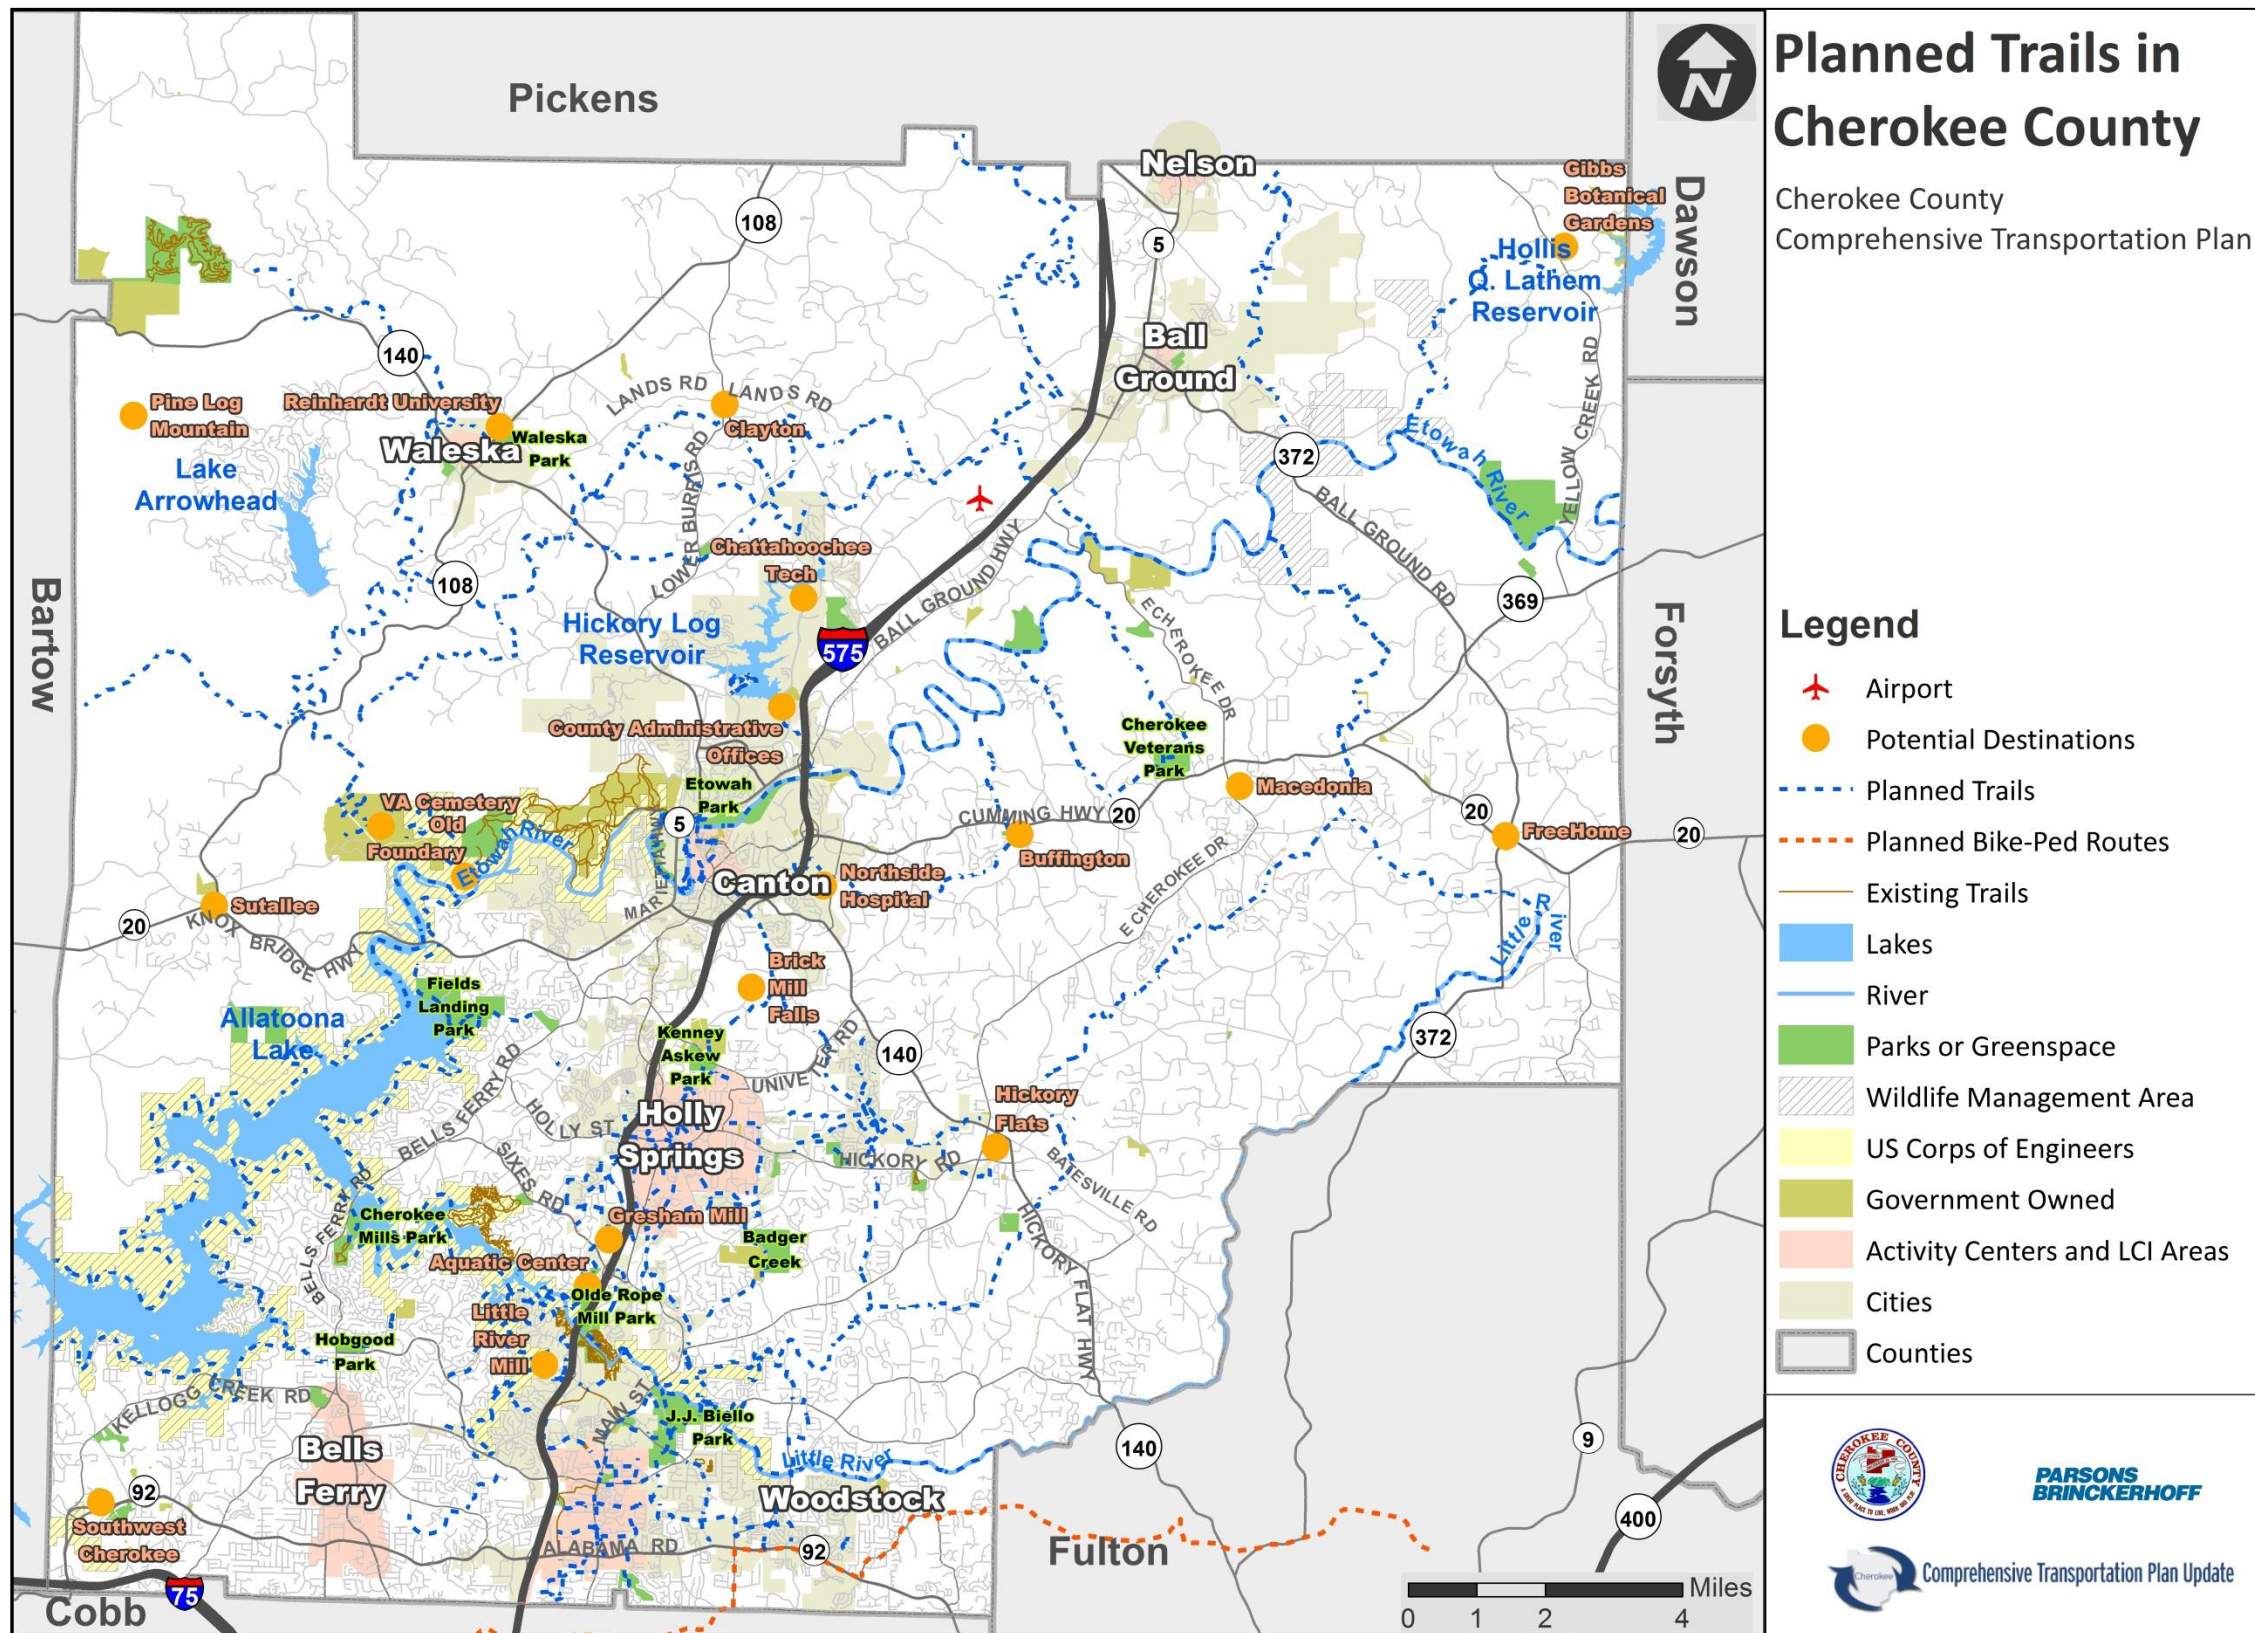 Planned Trails in
Cherokee County
Cherokee County
Comprehensive Transportation Plan
Pickens
Nelson
Gibbs
Botanical
Gardens
Dawson
108
5
Hollis
Q. Lathem
Reservoir
Ball
Ground
140
LANDS RD
LANDS RD
Pine Log
Mountain
Reinhardt University
Clayton
Waleska
Waleska
Park
Lake
Arrowhead
LOWER BURRIS RD
372
Etowah River
YELLOW CREEK RD
BALL GROUND RD
Chattahoochee
Tech
108
BALL GROUND HWY
369
Bartow
Hickory Log
Reservoir
575
ECHEROKEE DR
Forsyth
County Administrative
Offices
Cherokee
Veterans
Park
Etowah
Park
Macedonia
VA Cemetery
Old
Foundary
Etowah River
5
CUMMING HWY
20
20
FreeHome
20
Buffington
MARIETTA HWY
Canton
Northside
Hospital
E CHEROKEE DR
Sutallee
20
KNOX BRIDGE HWY
Little River
Brick
Mill
Falls
Fields
Landing
Park
Allatoona
Lake
Kenney
Askew
Park
UNIVETER RD
140
372
BELLS FERRY RD
HOLLY ST
Holly
Springs
Hickory
Flats
SIXES RD
HICKORY RD
BATESVILLE RD
BELLS FERRY RD
Cherokee
Mills Park
Gresham Mill
Badger
Creek
HICKORY FLAT HWY
Aquatic Center
Olde Rope
Mill Park
Little
River
Mill
Hobgood
Park
KELLOGG CREEK RD
MAIN ST
J.J. Biello
Park
Bells
Ferry
Little River
140
9
92
Woodstock
Southwest
Cherokee
ALABAMA RD
92
Fulton
400
Cobb
75
Miles
0
1
2
4
N
Legend
Airport
Potential Destinations
Planned Trails
Planned Bike-Ped Routes
Existing Trails
Lakes
River
Parks or Greenspace
Wildlife Management Area
US Corps of Engineers
Government Owned
Activity Centers and LCI Areas
Cities
Counties
CHEROKEE COUNTY
PARSONS
BRINCKERHOFF
Cherokee
Comprehensive Transportation Plan Update